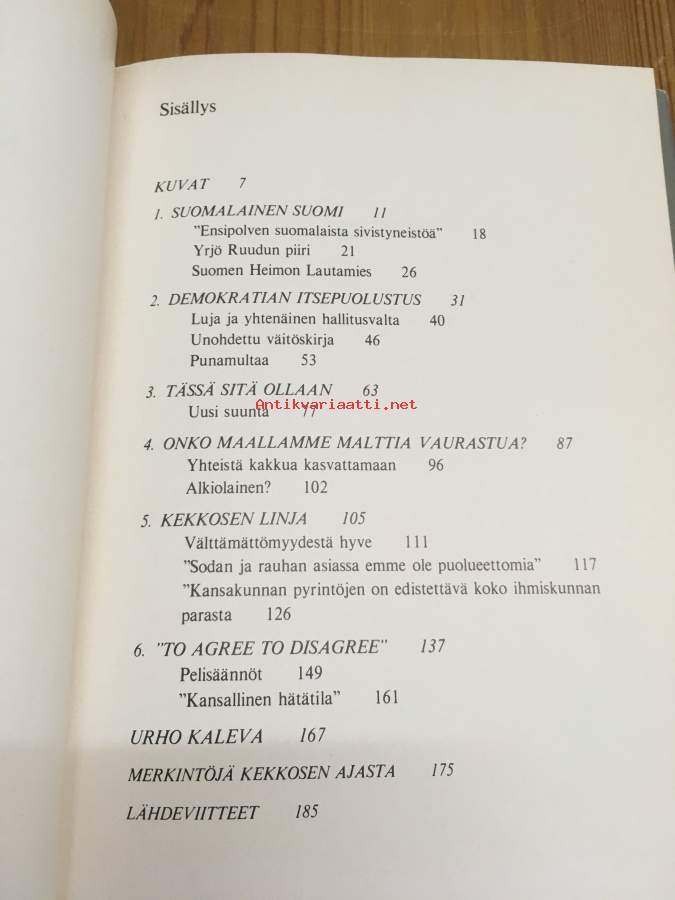 Sisällys
KUVAT 7
1. SUOMALAINEN SUOMI 11
"Ensipolven suomalaista sivistyneistöä" 18
Yrjö Ruudun piiri 21
Suomen Heimon Lautamies 26
2. DEMOKRATIAN ITSEPUOLUSTUS 31
Luja ja yhtenäinen hallitusvalta 40
Unohdettu väitöskirja 46
Punamultaa 53
3. TÄSSÄ SITÄ OLLAAN 63
Antikvariaatti.net
Uusi suunta 77
4. ONKO MAALLAMME MALTTIA VAURASTUA? 87
Yhteistä kakkua kasvattamaan 96
Alkiolainen? 102
5. KEKKOSEN LINJA 105
Välttämättömyydestä hyve 111
"Sodan ja rauhan asiassa emme ole puolueettomia" 117
"Kansakunnan pyrintöjen on edistettävä koko ihmiskunnan
parasta 126
6. "TO AGREE TO DISAGREE" 137
Pelisäännöt 149
"Kansallinen hätätila" 161
URHO KALEVA 167
MERKINTÖJÄ KEKKOSEN AJASTA 175
LÄHDEVIITTEET 185